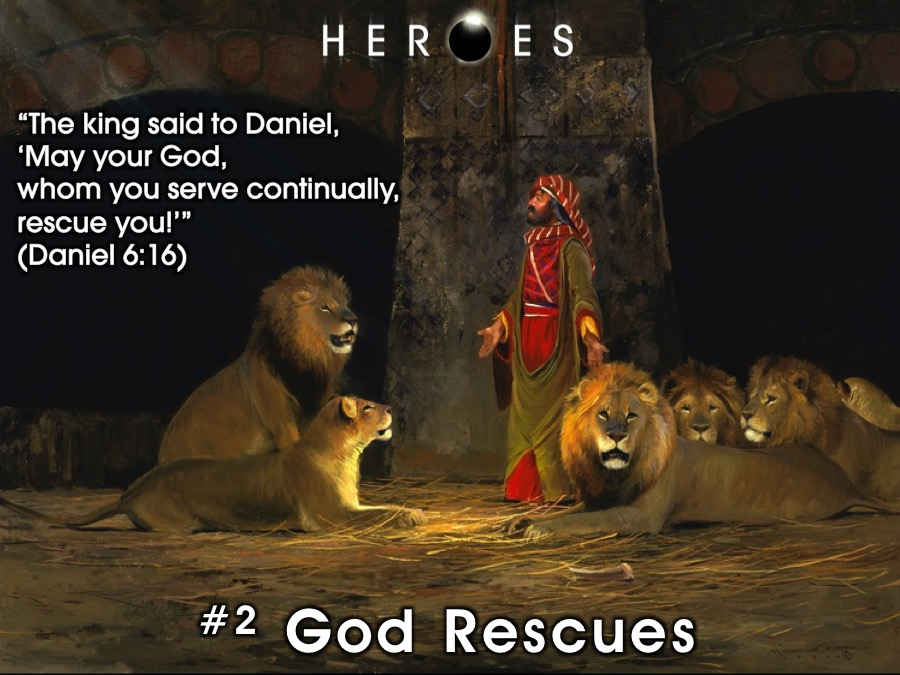 HEROES
“The king said to Daniel,
‘May your God,
whom you serve continually,
rescue you!’”
(Daniel 6:16)
#2 God Rescues